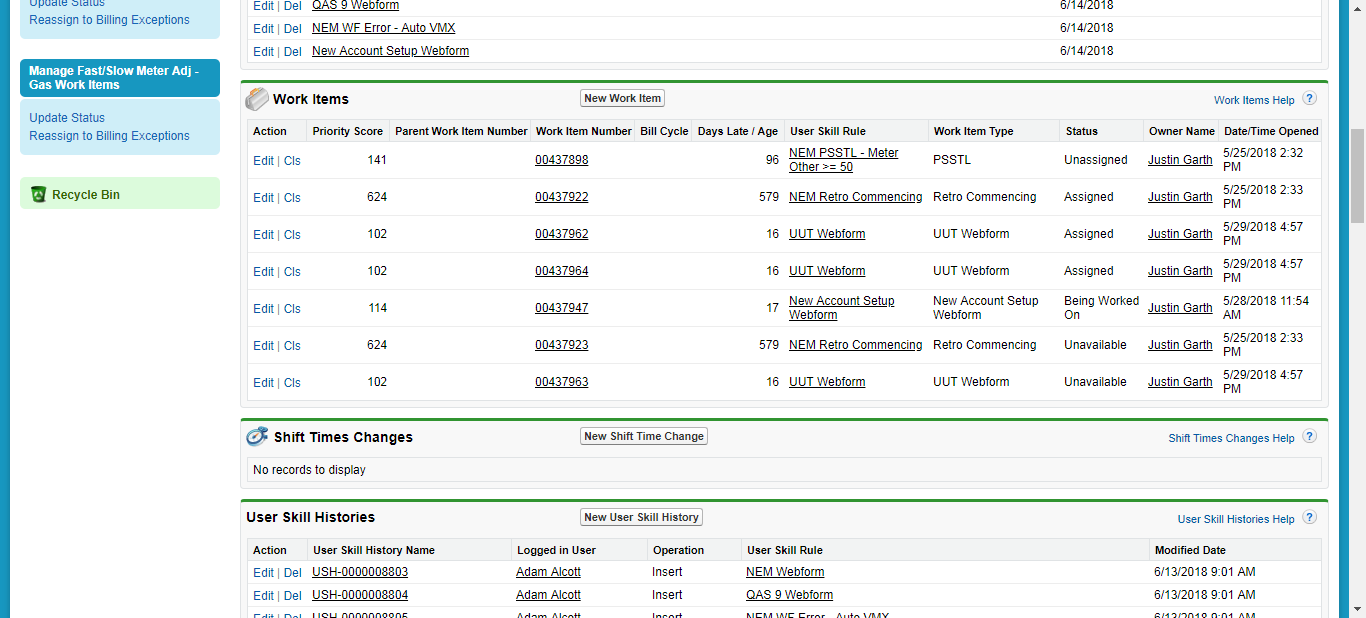 Update Status
Reassign to Billing Exceptions
Manage Fast/Slow Meter Adj -
Gas Work Items
Update Status
Reassign to Billing Exceptions
Recycle Bin
Edit | Del QAS 9 Webform 6/14/2018
Edit | Del NEM WF Error - Auto VMX 6/14/2018
Edit | Del New Account Setup Webform 6/14/2018
Work Items New Work Item Work Items Help ?
Action Priority Score Parent Work Item Number Work Item Number Bill Cycle Days Late / Age User Skill Rule Work Item Type Status Owner Name Date/Time Opened
Edit | Cls 141 00437898 96 NEM PSSTL - Meter Other >= 50 PSSTL Unassigned Justin Garth 5/25/2018 2:32 PM
Edit | Cls 624 00437922 579 NEM Retro Commencing Retro Commencing Assigned Justin Garth 5/25/2018 2:33 PM
Edit | Cls 102 00437962 16 UUT Webform UUT Webform Assigned Justin Garth 5/29/2018 4:57 PM
Edit | Cls 102 00437964 16 UUT Webform UUT Webform Assigned Justin Garth 5/29/2018 4:57 PM
Edit | Cls 114 00437947 17 New Account Setup Webform New Account Setup Webform Being Worked On Justin Garth 5/28/2018 11:54 AM
Edit | Cls 624 00437923 579 NEM Retro Commencing Retro Commencing Unavailable Justin Garth 5/25/2018 2:33 PM
Edit | Cls 102 00437963 16 UUT Webform UUT Webform Unavailable Justin Garth 5/29/2018 4:57 PM
Shift Times Changes New Shift Time Change Shift Times Changes Help ?
No records to display
User Skill Histories New User Skill History User Skill Histories Help ?
Action User Skill History Name Logged in User Operation User Skill Rule Modified Date
Edit | Del USH-0000008803 Adam Alcott Insert NEM Webform 6/13/2018 9:01 AM
Edit | Del USH-0000008804 Adam Alcott Insert QAS 9 Webform 6/13/2018 9:01 AM
Edit | Del USH-0000008805 Adam Alcott Insert NEM WF Error - Auto VMX 6/13/2018 9:01 AM